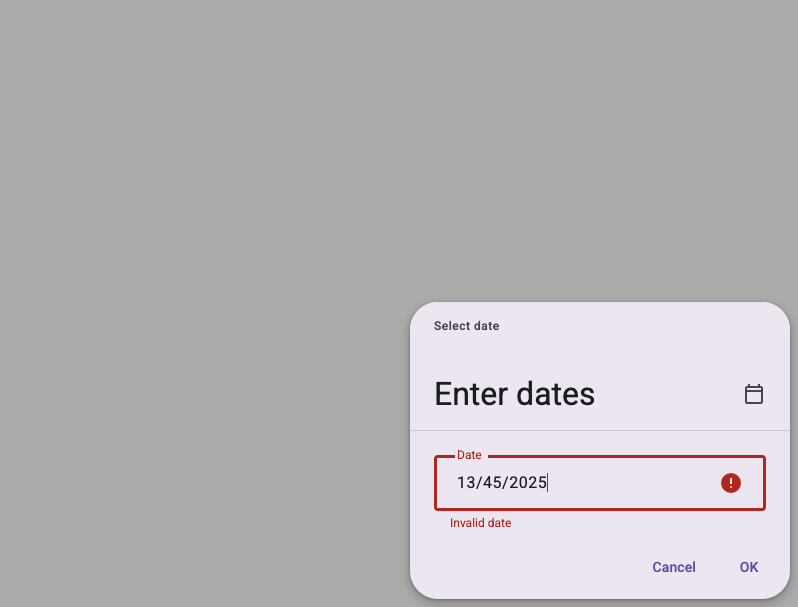 Select date
Enter dates
Date
13/45/2025
Invalid date
Cancel OK